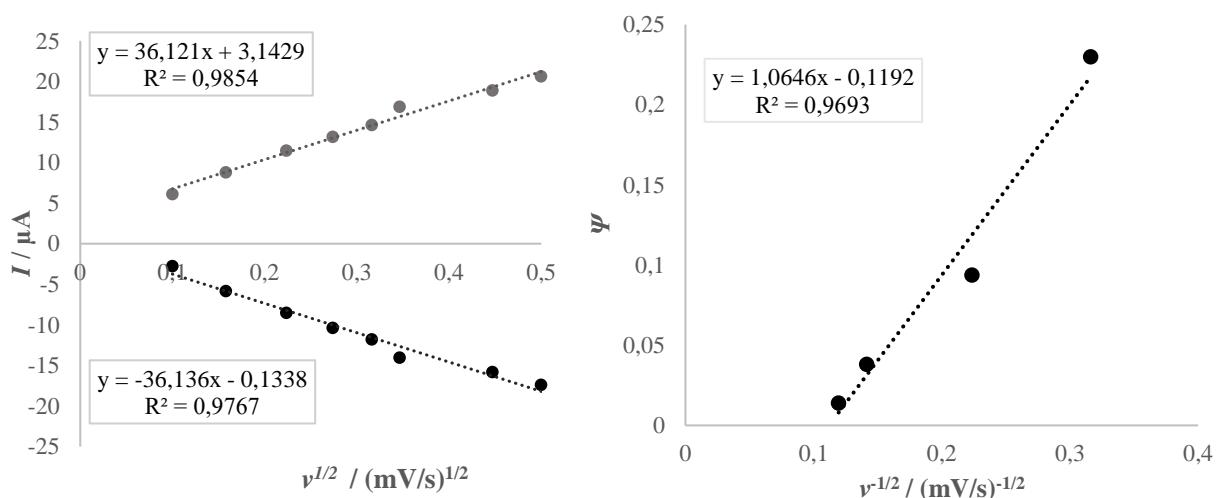 25
20
15
10
5
0
-5
-10
-15
-20
-25
0
0,1
0,2
0,3
0,4
0,5
I / µA
y = 36,121x + 3,1429
R² = 0,9854
y = -36,136x - 0,1338
R² = 0,9767
v^{1/2} / (mV/s)^{1/2}
0,25
0,2
0,15
0,1
0,05
0
0
0,1
0,2
0,3
0,4
Ψ
y = 1,0646x - 0,1192
R² = 0,9693
v^{-1/2} / (mV/s)^{-1/2}